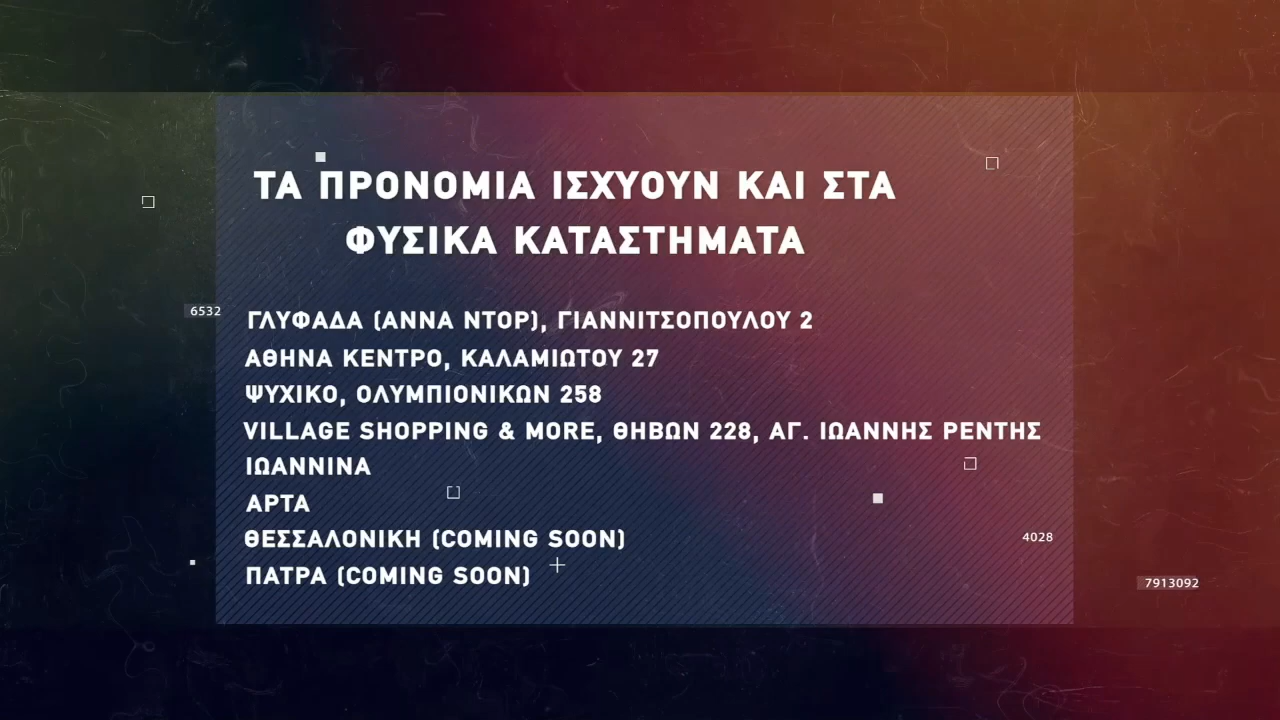 ΤΑ ΠΡΟΝΟΜΙΑ ΙΣΧΥΟΥΝ ΚΑΙ ΣΤΑ
ΦΥΣΙΚΑ ΚΑΤΑΣΤΗΜΑΤΑ
6532
ΓΛΥΦΑΔΑ (ΑΝΝΑ ΝΤΟΡ), ΓΙΑΝΝΙΤΣΟΠΟΥΛΟΥ 2
ΑΘΗΝΑ ΚΕΝΤΡΟ, ΚΑΛΑΜΙΩΤΟΥ 27
ΨΥΧΙΚΟ, ΟΛΥΜΠΙΟΝΙΚΩΝ 258
VILLAGE SHOPPING & MORE, ΘΗΒΩΝ 228, ΑΓ. ΙΩΑΝΝΗΣ ΡΕΝΤΗΣ
ΙΩΑΝΝΙΝΑ
ΑΡΤΑ
ΘΕΣΣΑΛΟΝΙΚΗ (COMING SOON)
4028
ΠΑΤΡΑ (COMING SOON)
7913092